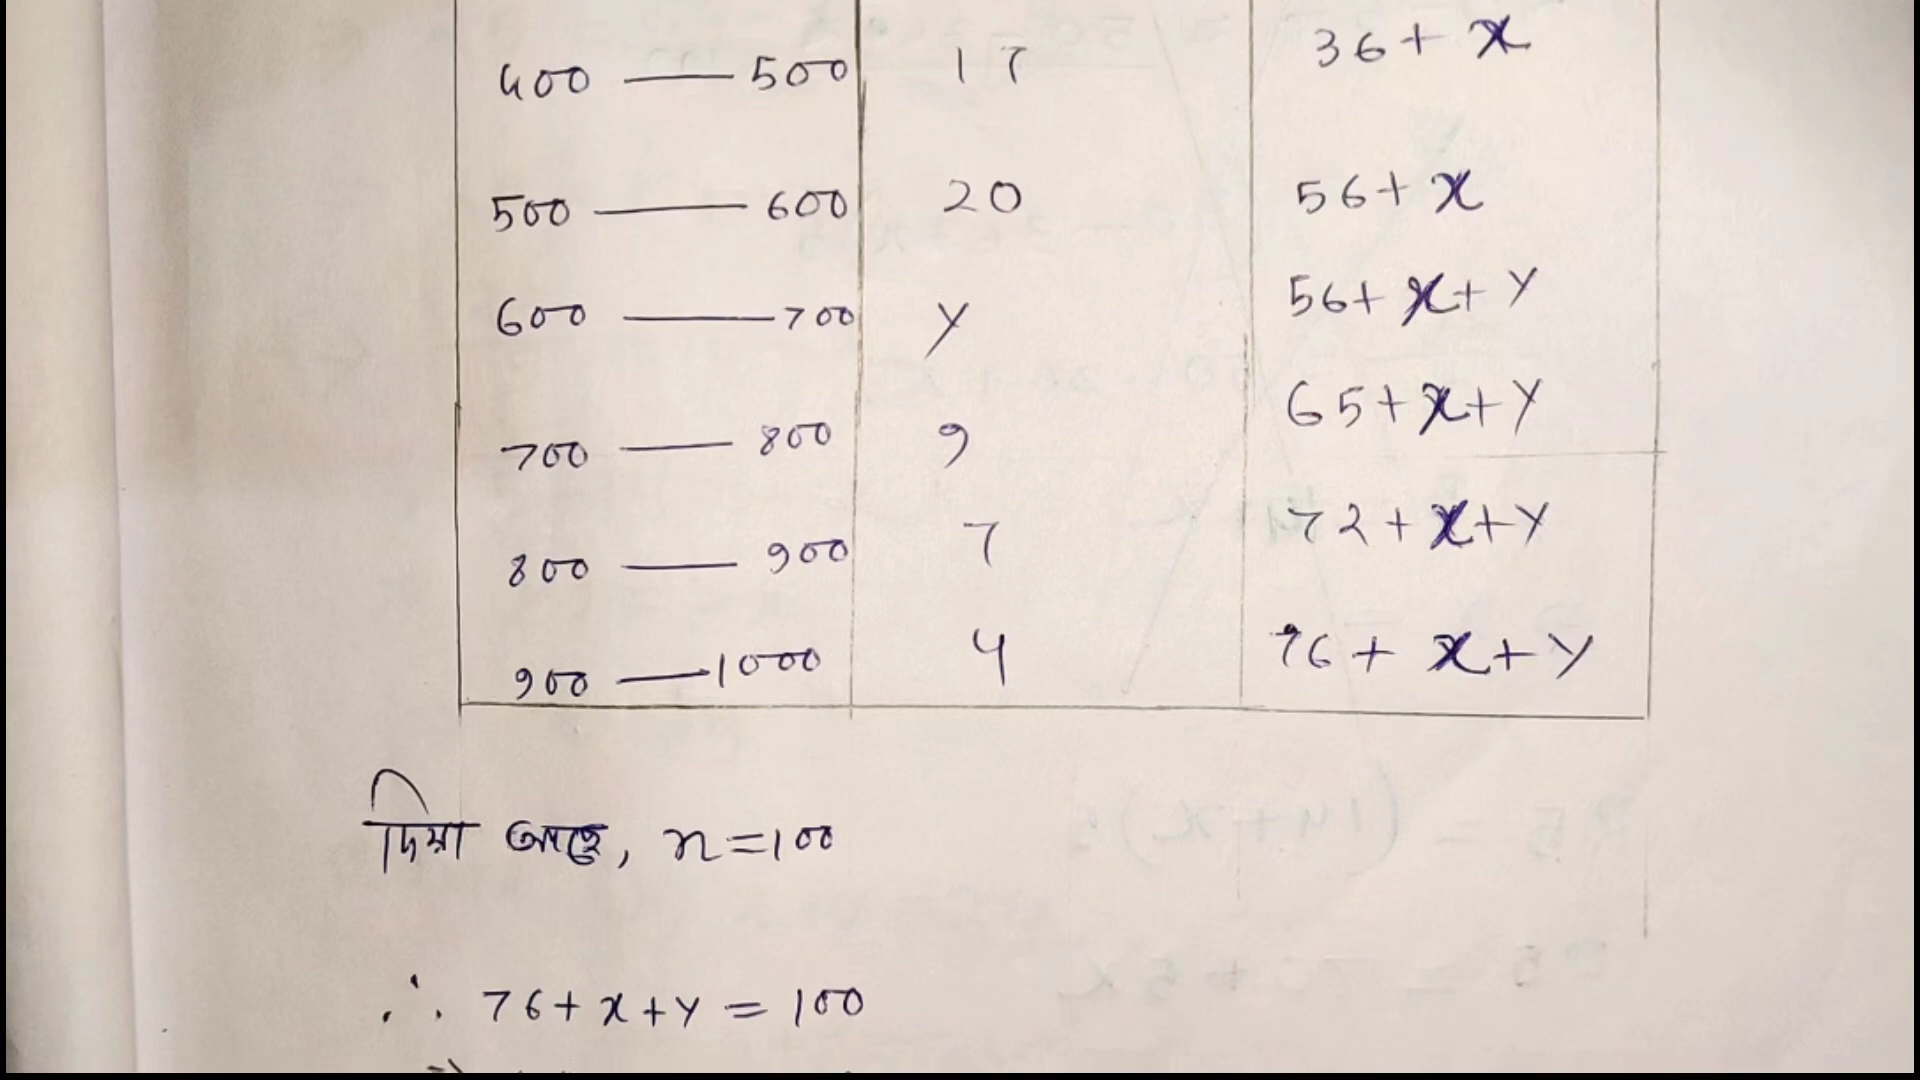 400 — 500 17 36 + x
500 — 600 20 56 + x
600 — 700 y 56 + x + y
700 — 800 9 65 + x + y
800 — 900 7 72 + x + y
900 — 1000 4 76 + x + y
দিয়া আছে, n = 100
∴ 76 + x + y = 100